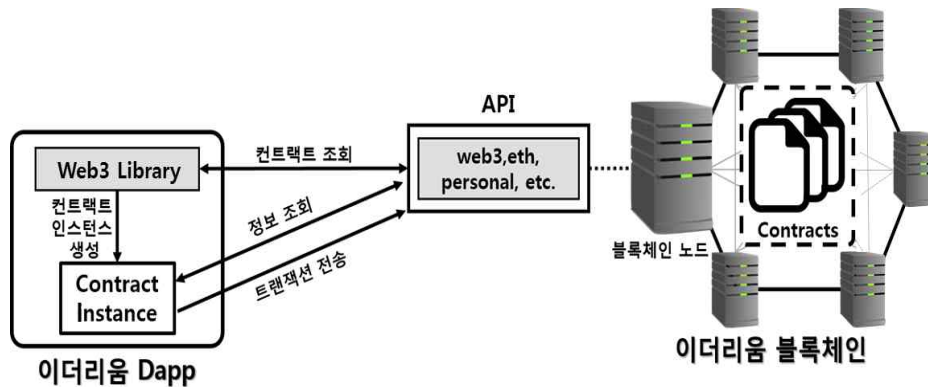 API
Web3 Library
컨트랙트 조회
web3,eth,
personal, etc.
컨트랙트
인스턴스
생성
정보 조회
트랜잭션 전송
Contract
Instance
이더리움 Dapp
블록체인 노드
Contracts
이더리움 블록체인